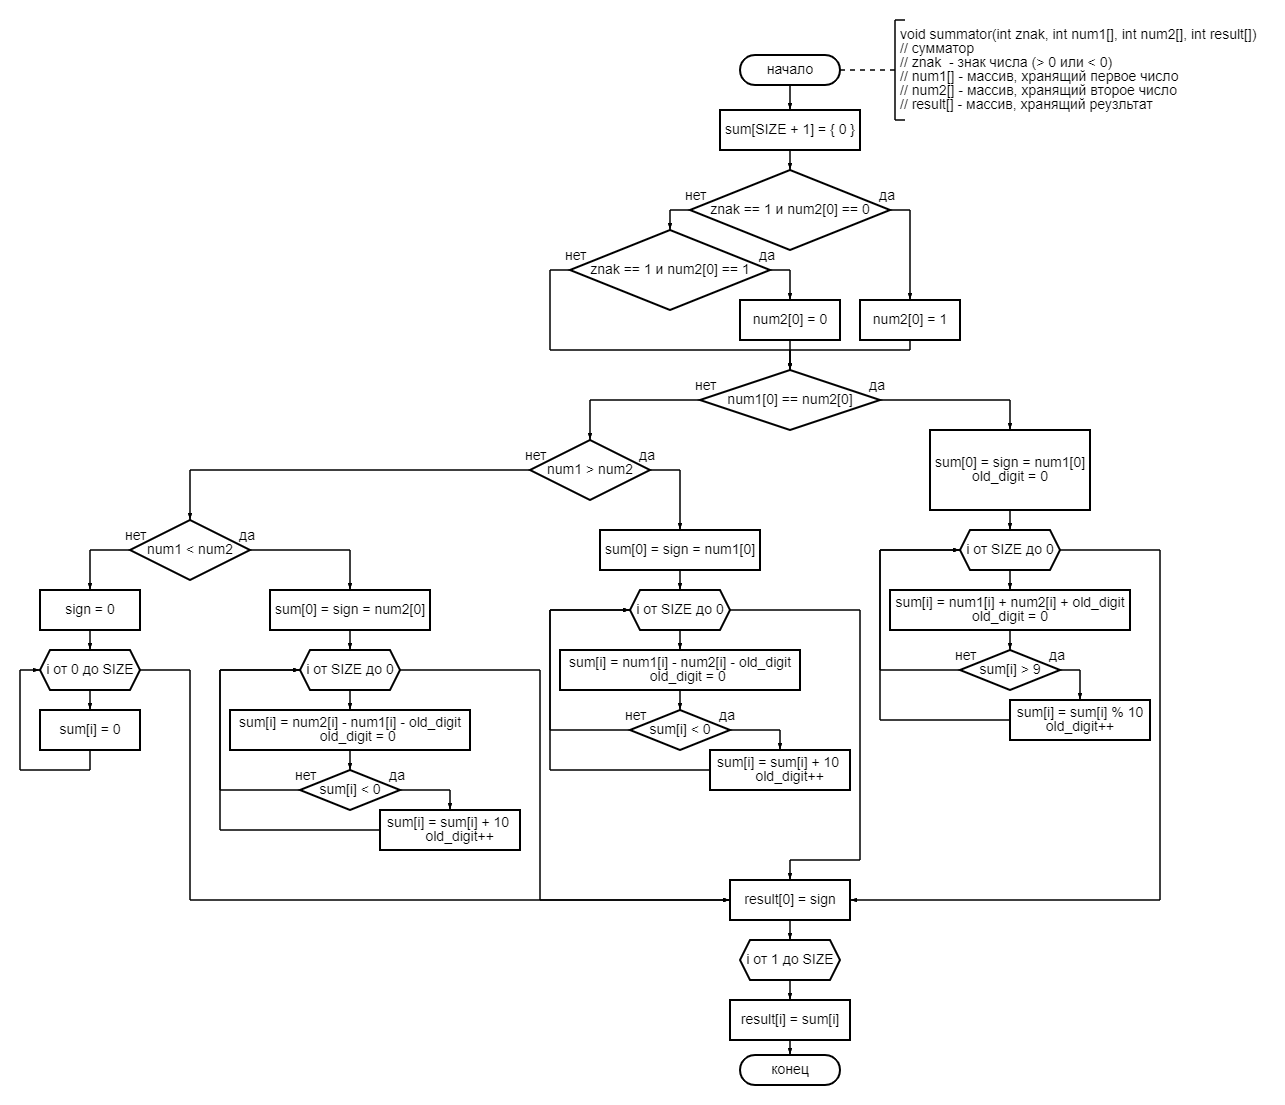 void summator(int znak, int num1[], int num2[], int result[])
// сумматор
// znak  - знак числа (> 0 или < 0)
// num1[] - массив, хранящий первое число
// num2[] - массив, хранящий второе число
// result[] - массив, хранящий реузльтат
начало
sum[SIZE + 1] = { 0 }
нет
да
znak == 1 и num2[0] == 0
нет
да
znak == 1 и num2[0] == 1
num2[0] = 0
num2[0] = 1
нет
да
num1[0] == num2[0]
нет
да
num1 > num2
sum[0] = sign = num1[0]
old_digit = 0
нет
да
num1 < num2
sum[0] = sign = num1[0]
i от SIZE до 0
sign = 0
sum[0] = sign = num2[0]
i от SIZE до 0
sum[i] = num1[i] + num2[i] + old_digit
old_digit = 0
i от 0 до SIZE
i от SIZE до 0
sum[i] = num1[i] - num2[i] - old_digit
old_digit = 0
нет
да
sum[i] > 9
sum[i] = 0
sum[i] = num2[i] - num1[i] - old_digit
old_digit = 0
нет
да
sum[i] < 0
sum[i] = sum[i] % 10
old_digit++
нет
да
sum[i] < 0
sum[i] = sum[i] + 10
old_digit++
sum[i] = sum[i] + 10
old_digit++
result[0] = sign
i от 1 до SIZE
result[i] = sum[i]
конец